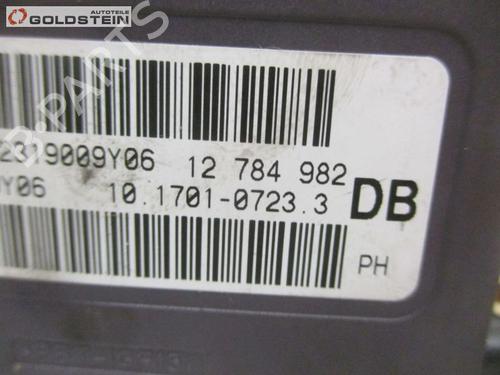 AUTOTEILE
GOLDSTEIN
B-PARTS
2319009Y06 12 784 982
Y06 10.1701-0723.3 DB
PH